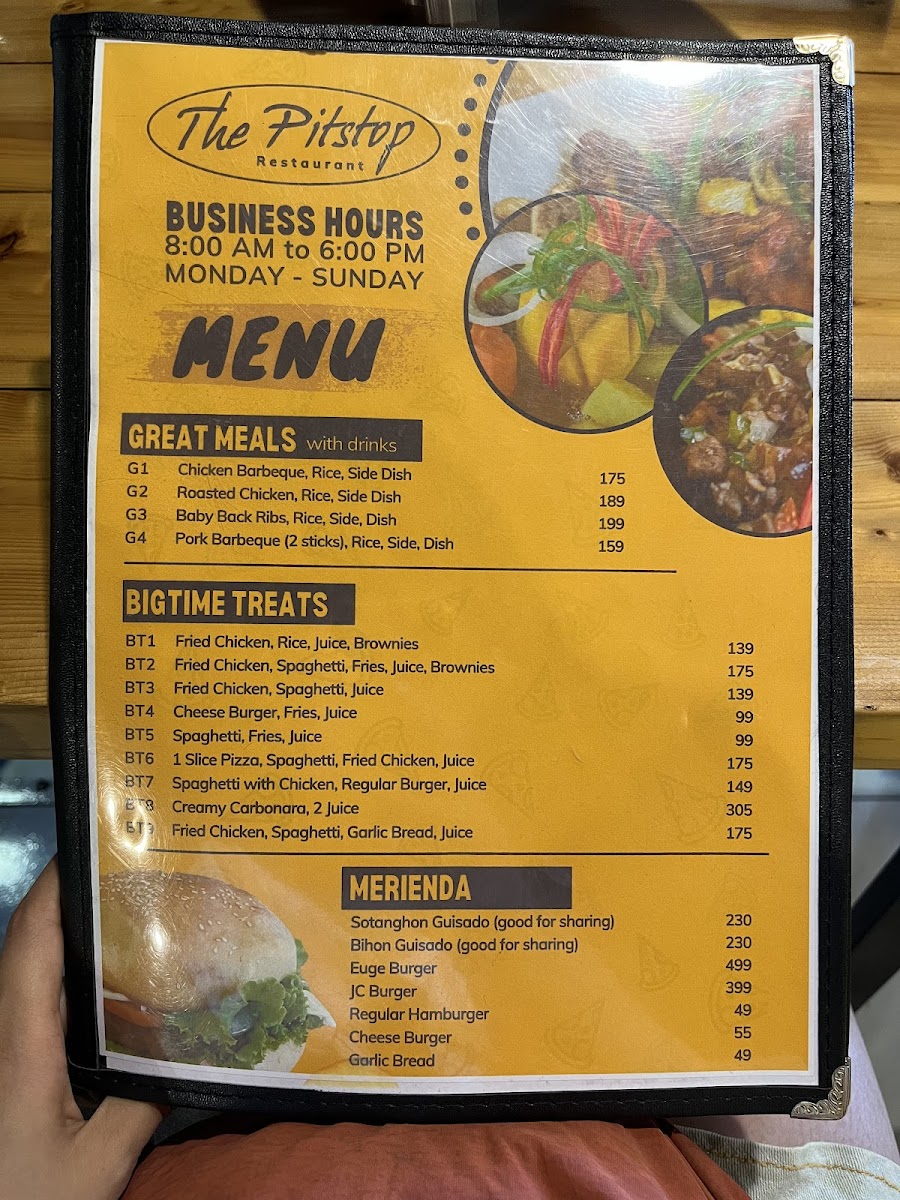 The Pitstop
Restaurant
BUSINESS HOURS
8:00 AM to 6:00 PM
MONDAY - SUNDAY
MENU
GREAT MEALS with drinks
G1 Chicken Barbeque, Rice, Side Dish 175
G2 Roasted Chicken, Rice, Side Dish 189
G3 Baby Back Ribs, Rice, Side, Dish 199
G4 Pork Barbeque (2 sticks), Rice, Side, Dish 159
BIGTIME TREATS
BT1 Fried Chicken, Rice, Juice, Brownies 139
BT2 Fried Chicken, Spaghetti, Fries, Juice, Brownies 175
BT3 Fried Chicken, Spaghetti, Juice 139
BT4 Cheese Burger, Fries, Juice 99
BT5 Spaghetti, Fries, Juice 99
BT6 1 Slice Pizza, Spaghetti, Fried Chicken, Juice 175
BT7 Spaghetti with Chicken, Regular Burger, Juice 149
BT8 Creamy Carbonara, 2 Juice 305
BT9 Fried Chicken, Spaghetti, Garlic Bread, Juice 175
MERIENDA
Sotanghon Guisado (good for sharing) 230
Bihon Guisado (good for sharing) 230
Euge Burger 499
JC Burger 399
Regular Hamburger 49
Cheese Burger 55
Garlic Bread 49